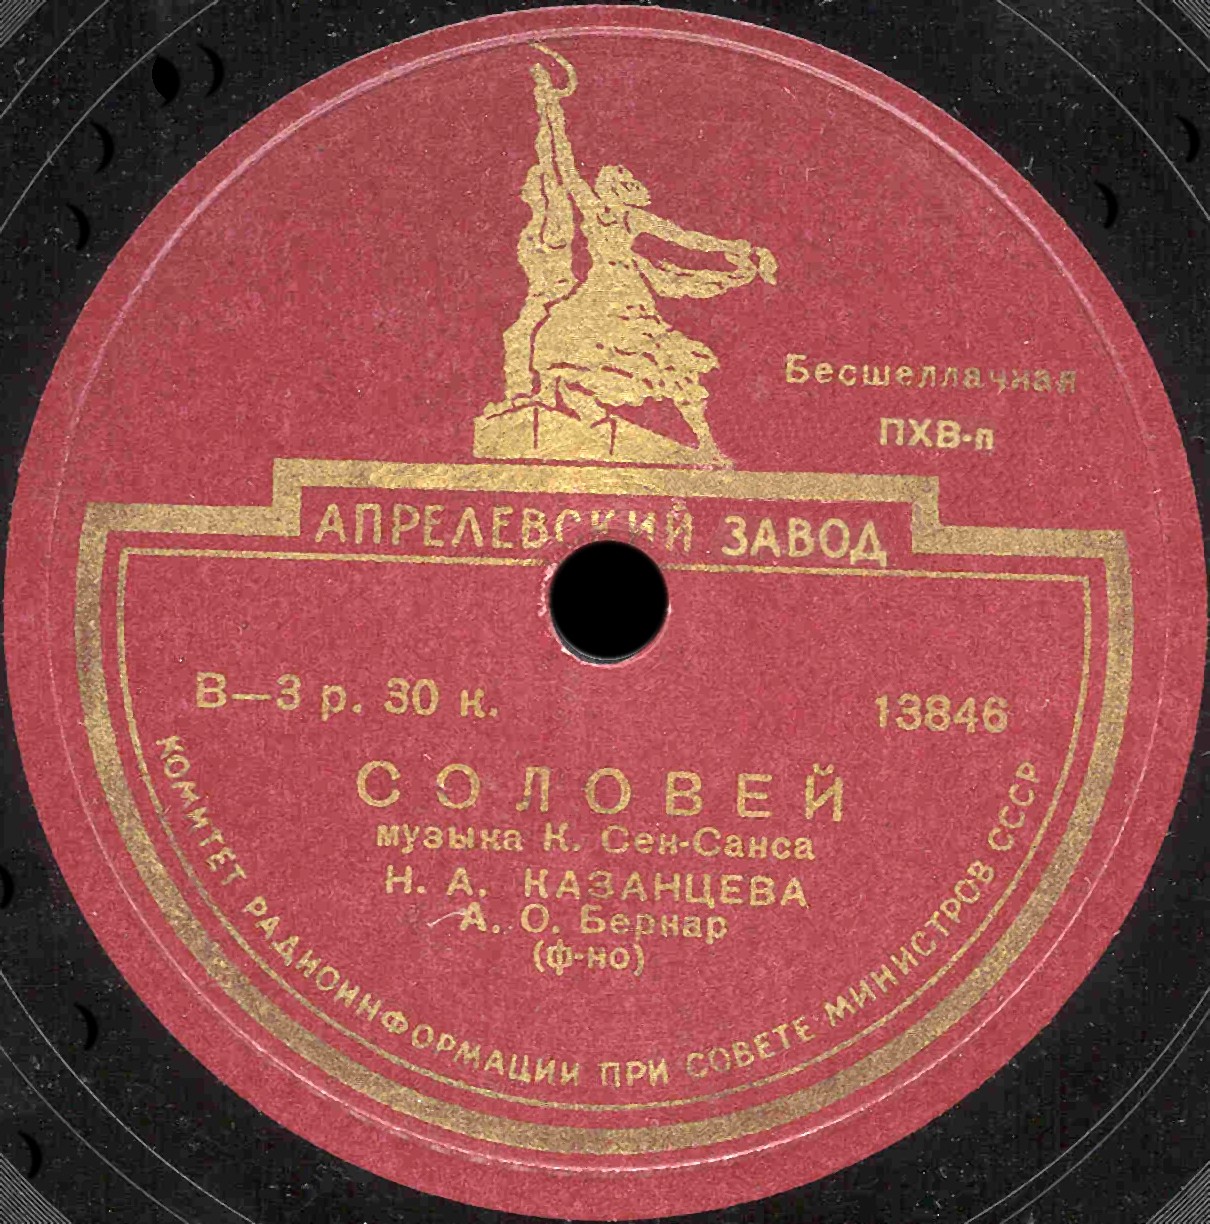 Бесшеллачная
ПХВ-п
АПРЕЛЕВСКИЙ ЗАВОД
В—3 р. 30 к.
13846
СОЛОВЕЙ
музыка К. Сен-Санса
Н. А. КАЗАНЦЕВА
А. О. Бернар
(ф-но)
КОМИТЕТ РАДИОИНФОРМАЦИИ ПРИ СОВЕТЕ МИНИСТРОВ СССР